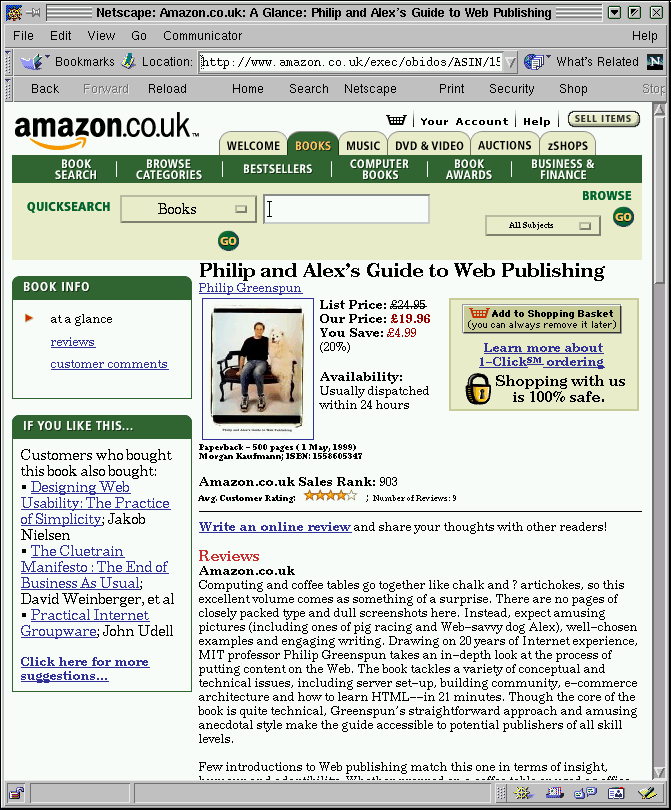 Netscape: Amazon.co.uk: A Glance: Philip and Alex's Guide to Web Publishing
File Edit View Go Communicator Help
Bookmarks Location: http://www.amazon.co.uk/exec/obidos/ASIN/15 What's Related N
Back Forward Reload Home Search Netscape Print Security Shop Stop
amazon.co.uk™
Your Account Help SELL ITEMS
WELCOME BOOKS MUSIC DVD & VIDEO AUCTIONS zSHOPS
BOOK SEARCH BROWSE CATEGORIES BESTSELLERS COMPUTER BOOKS BOOK AWARDS BUSINESS & FINANCE
QUICKSEARCH Books GO
BROWSE
All Subjects GO
BOOK INFO
at a glance
reviews
customer comments
IF YOU LIKE THIS...
Customers who bought
this book also bought:
▪ Designing Web
Usability: The Practice
of Simplicity; Jakob
Nielsen
▪ The Cluetrain
Manifesto : The End of
Business As Usual;
David Weinberger, et al
▪ Practical Internet
Groupware; John Udell
Click here for more
suggestions...
Philip and Alex's Guide to Web Publishing
Philip Greenspun
Philip and Alex's Guide to Web Publishing
List Price: £24.95
Our Price: £19.96
You Save: £4.99
(20%)
Availability:
Usually dispatched
within 24 hours
Add to Shopping Basket
(you can always remove it later)
Learn more about
1-Click℠ ordering
Shopping with us
is 100% safe.
Paperback - 500 pages ( 1 May, 1999)
Morgan Kaufmann; ISBN: 1558605347
Amazon.co.uk Sales Rank: 903
Avg. Customer Rating: ; Number of Reviews: 9
Write an online review and share your thoughts with other readers!
Reviews
Amazon.co.uk
Computing and coffee tables go together like chalk and ? artichokes, so this
excellent volume comes as something of a surprise. There are no pages of
closely packed type and dull screenshots here. Instead, expect amusing
pictures (including ones of pig racing and Web-savvy dog Alex), well-chosen
examples and engaging writing. Drawing on 20 years of Internet experience,
MIT professor Philip Greenspun takes an in-depth look at the process of
putting content on the Web. The book tackles a variety of conceptual and
technical issues, including server set-up, building community, e-commerce
architecture and how to learn HTML--in 21 minutes. Though the core of the
book is quite technical, Greenspun's straightforward approach and amusing
anecdotal style make the guide accessible to potential publishers of all skill
levels.
Few introductions to Web publishing match this one in terms of insight,